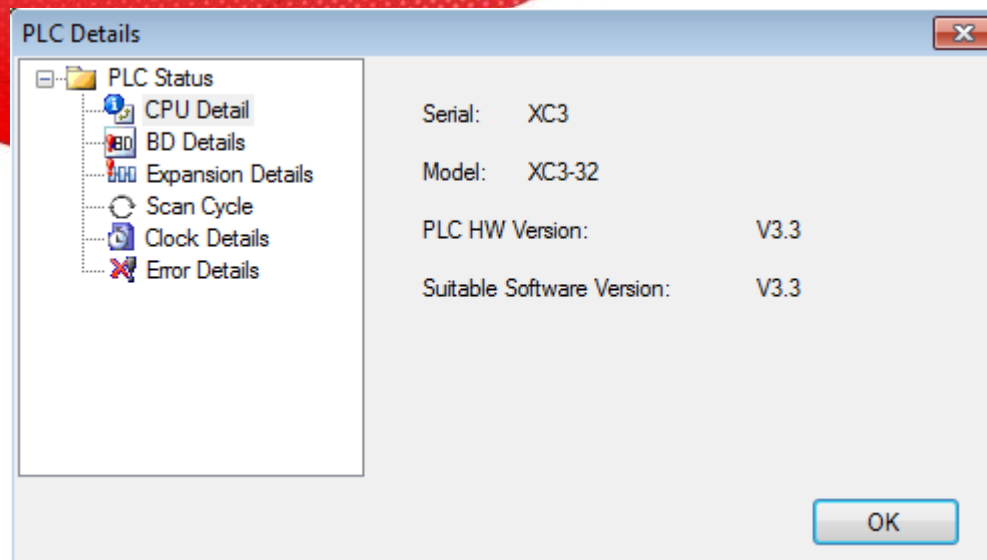 PLC Details
PLC Status
CPU Detail
BD Details
Expansion Details
Scan Cycle
Clock Details
Error Details
Serial: XC3
Model: XC3-32
PLC HW Version: V3.3
Suitable Software Version: V3.3
OK